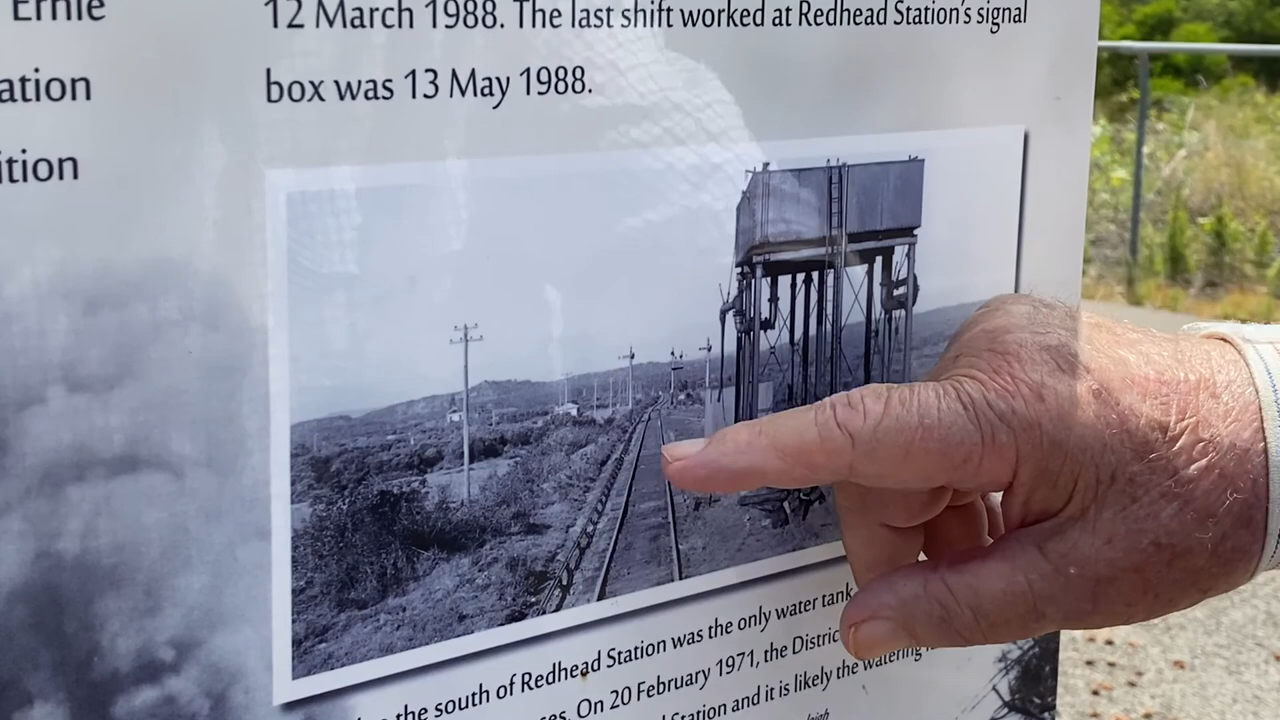 Ernie
ation
ition
12 March 1988. The last shift worked at Redhead Station's signal
box was 13 May 1988.
the south of Redhead Station was the only water tank
es. On 20 February 1971, the Distric
Station and it is likely the watering
leigh